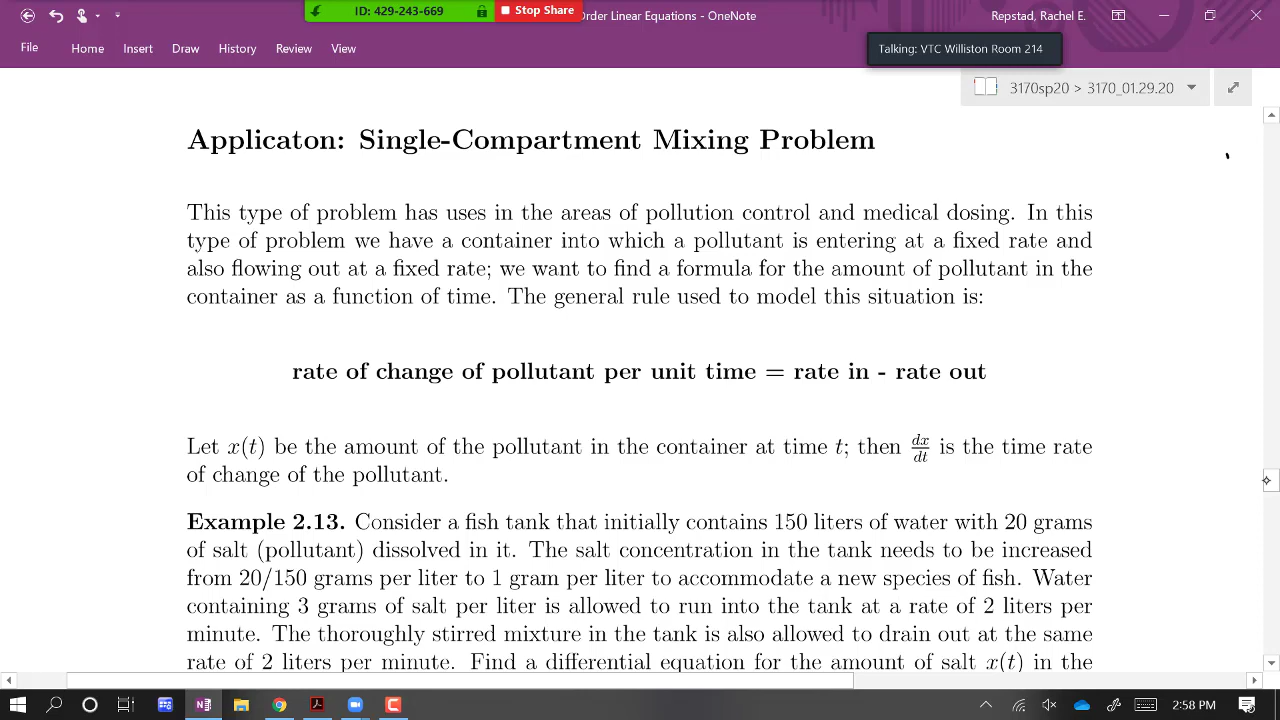 ID: 429-243-669
Stop Share
Order Linear Equations - OneNote
Repstad, Rachel E.
File
Home
Insert
Draw
History
Review
View
Talking: VTC Williston Room 214
3170sp20 > 3170_01.29.20
Applicaton: Single-Compartment Mixing Problem
This type of problem has uses in the areas of pollution control and medical dosing. In this
type of problem we have a container into which a pollutant is entering at a fixed rate and
also flowing out at a fixed rate; we want to find a formula for the amount of pollutant in the
container as a function of time. The general rule used to model this situation is:
rate of change of pollutant per unit time = rate in - rate out
Let x(t) be the amount of the pollutant in the container at time t; then dx/dt is the time rate
of change of the pollutant.
Example 2.13. Consider a fish tank that initially contains 150 liters of water with 20 grams
of salt (pollutant) dissolved in it. The salt concentration in the tank needs to be increased
from 20/150 grams per liter to 1 gram per liter to accommodate a new species of fish. Water
containing 3 grams of salt per liter is allowed to run into the tank at a rate of 2 liters per
minute. The thoroughly stirred mixture in the tank is also allowed to drain out at the same
rate of 2 liters per minute. Find a differential equation for the amount of salt x(t) in the
2:58 PM